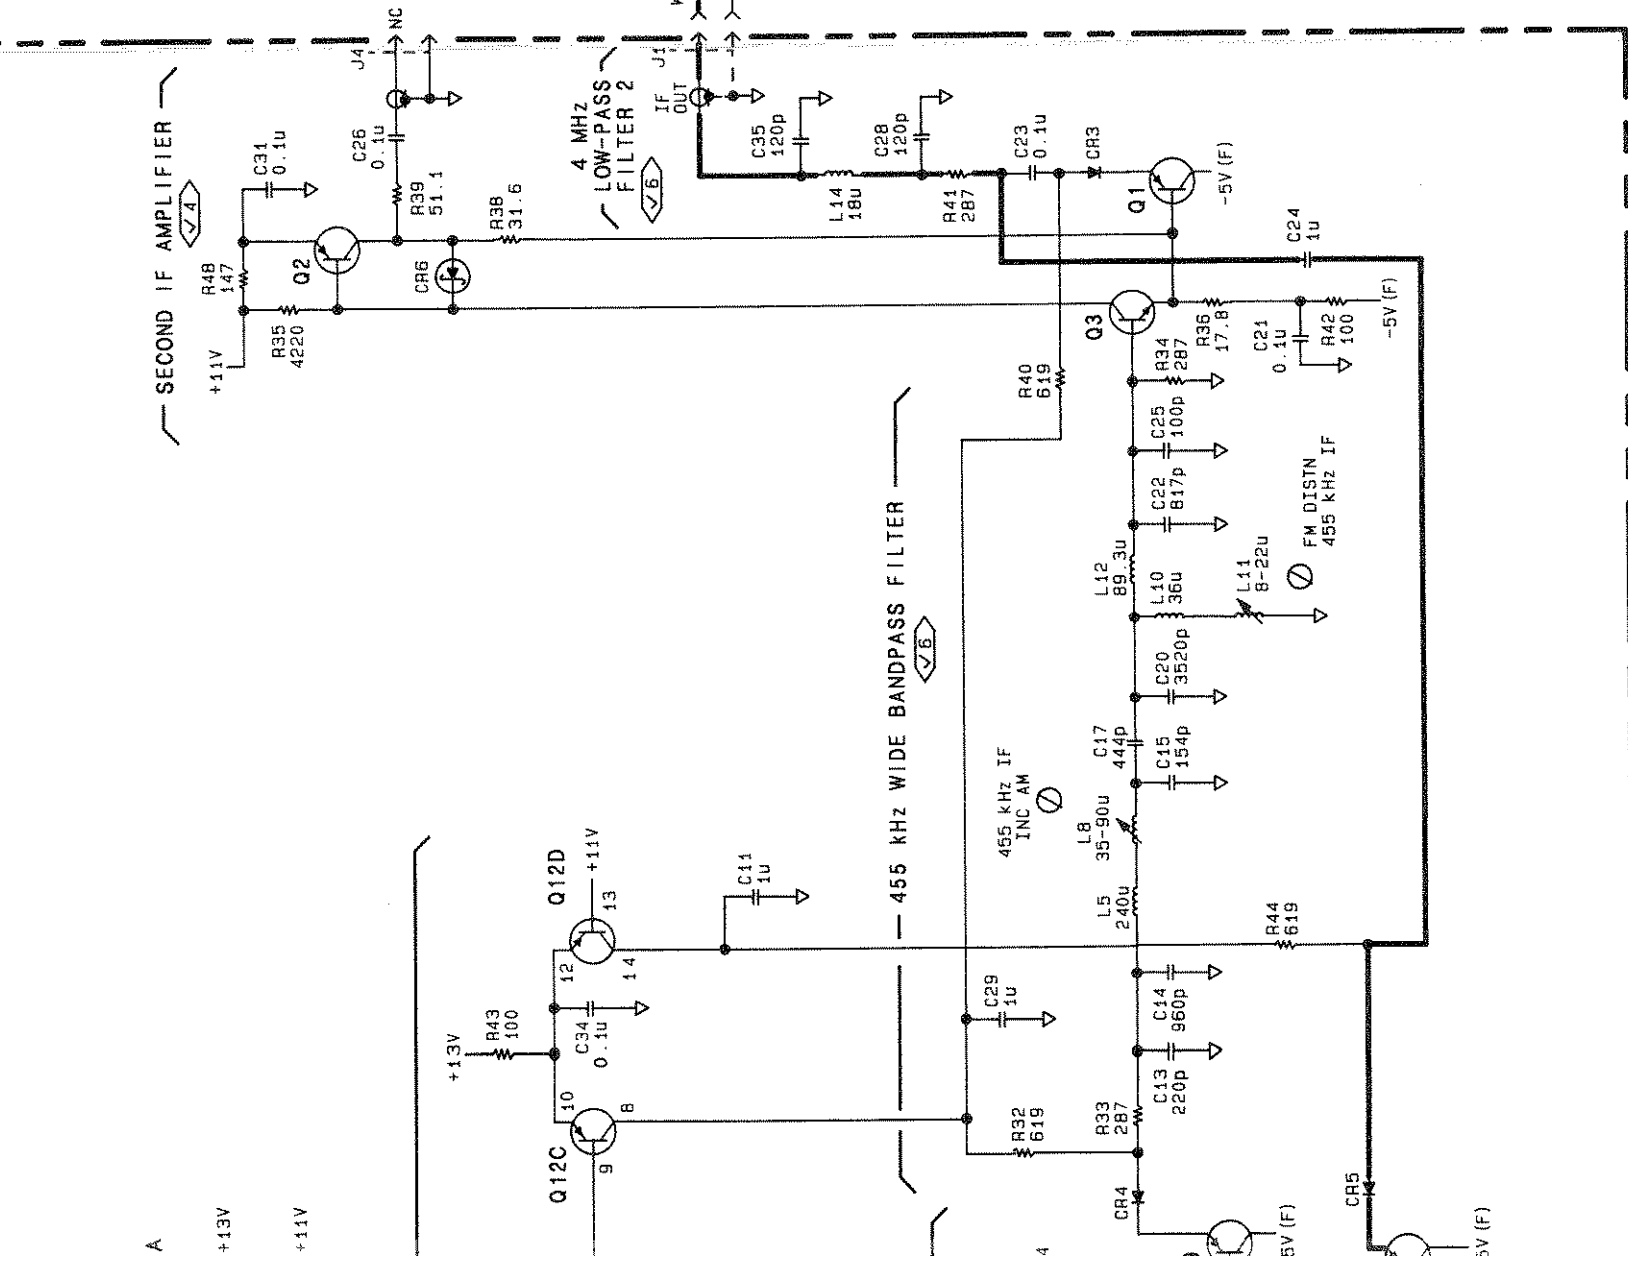 NC
J4
SECOND IF AMPLIFIER
√4
C31
0.1u
C26
0.1u
R39
51.1
R38
31.6
R48
147
Q2
CR6
R35
4220
+11V
4 MHz
LOW-PASS
FILTER 2
√6
J1
IF
OUT
C35
120p
C28
120p
C23
0.1u
CR3
L14
18u
R41
287
Q1
-5V(F)
C24
1u
Q3
R36
17.8
C21
0.1u
R42
100
-5V(F)
R34
287
R40
619
C25
100p
C22
817p
FM DISTN
455 kHz IF
L12
89.3u
L10
36u
L11
8-22u
455 kHz WIDE BANDPASS FILTER
√6
C20
3520p
C17
444p
C15
154p
455 kHz IF
INC AM
L8
35-90u
L5
240u
R44
619
Q12D
+11V
13
12
14
C11
1u
+13V
R43
100
C34
0.1u
C29
1u
C14
960p
C13
220p
10
8
9
Q12C
R32
619
R33
287
CR4
CR5
A
+13V
+11V
4
5V(F)
5V(F)